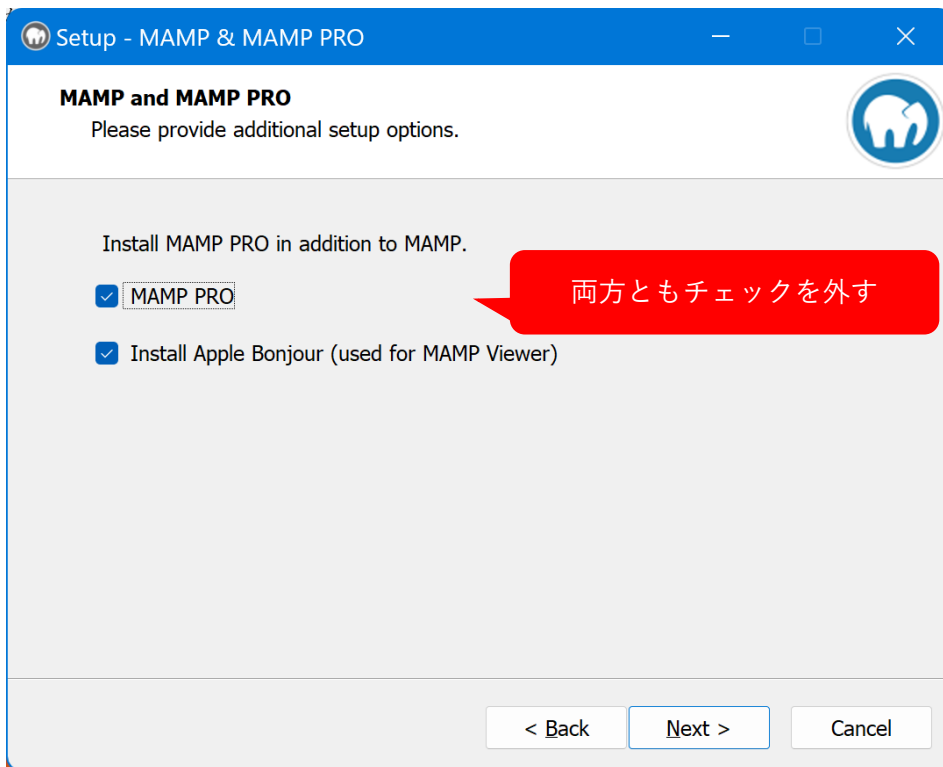 Setup - MAMP & MAMP PRO
MAMP and MAMP PRO
Please provide additional setup options.
Install MAMP PRO in addition to MAMP.
両方ともチェックを外す
MAMP PRO
Install Apple Bonjour (used for MAMP Viewer)
< Back
Next >
Cancel